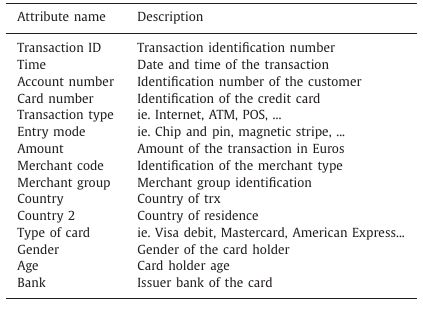 Attribute name Description
Transaction ID Transaction identification number
Time Date and time of the transaction
Account number Identification number of the customer
Card number Identification of the credit card
Transaction type ie. Internet, ATM, POS, ...
Entry mode ie. Chip and pin, magnetic stripe, ...
Amount Amount of the transaction in Euros
Merchant code Identification of the merchant type
Merchant group Merchant group identification
Country Country of trx
Country 2 Country of residence
Type of card ie. Visa debit, Mastercard, American Express...
Gender Gender of the card holder
Age Card holder age
Bank Issuer bank of the card